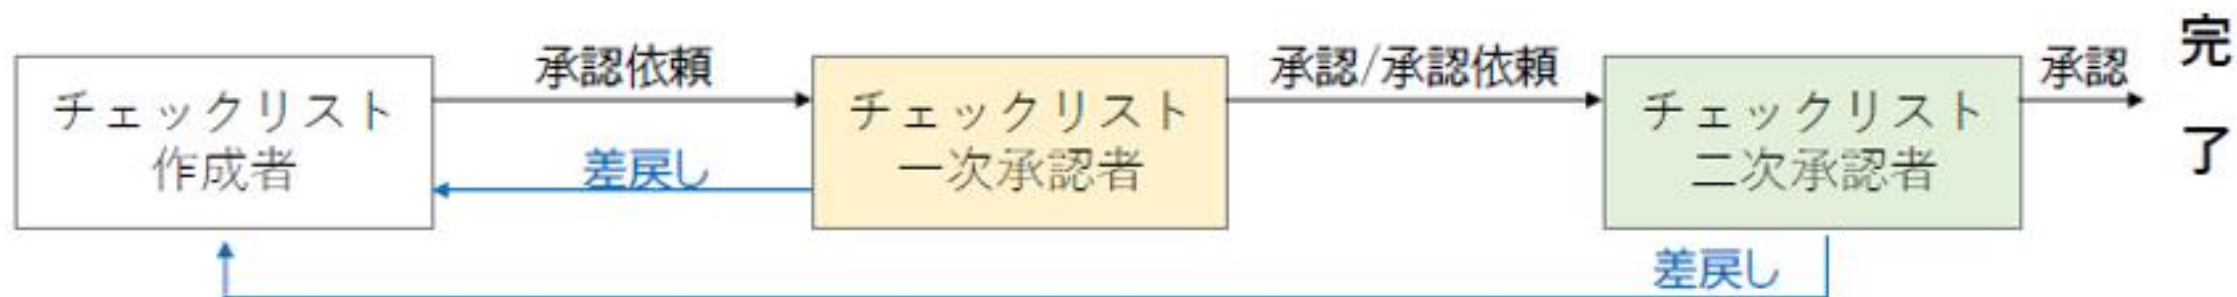 チェックリスト
作成者
承認依頼
差戻し
チェックリスト
一次承認者
承認/承認依頼
チェックリスト
二次承認者
差戻し
承認
完
了